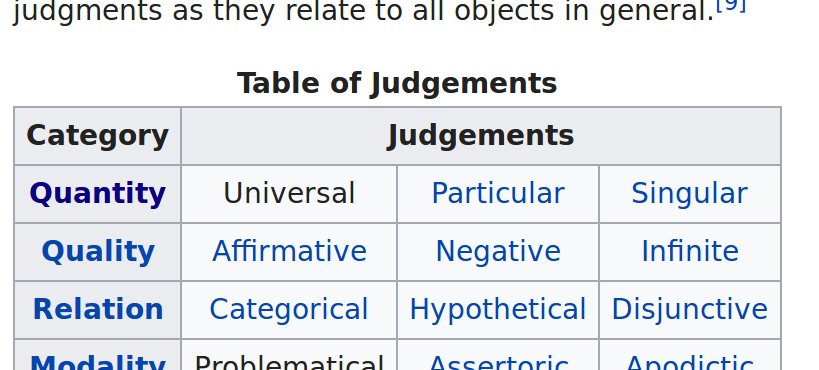 judgments as they relate to all objects in general.[9]
Table of Judgements
Category Judgements
Quantity Universal Particular Singular
Quality Affirmative Negative Infinite
Relation Categorical Hypothetical Disjunctive
Modality Problematical Assertoric Apodictic